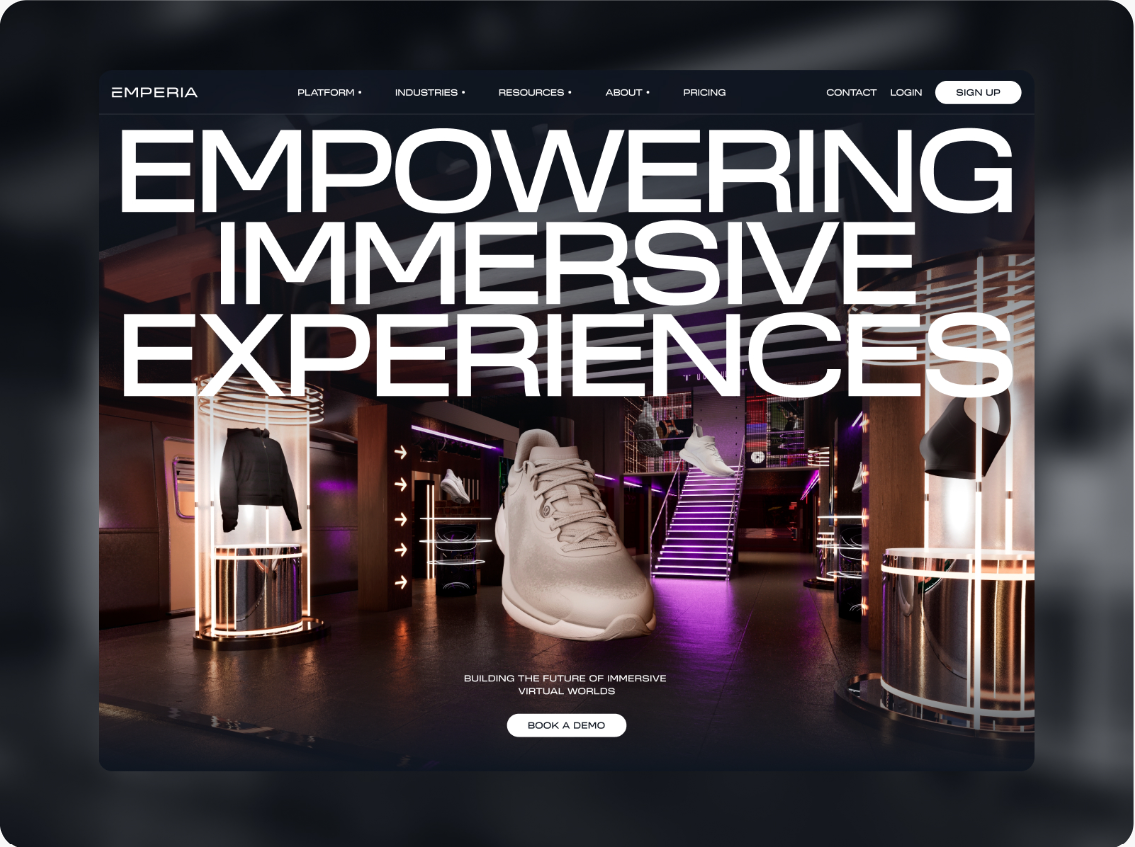 EMPERIA
PLATFORM •
INDUSTRIES •
RESOURCES •
ABOUT •
PRICING
CONTACT
LOGIN
SIGN UP
EMPOWERING
IMMERSIVE
EXPERIENCES
BUILDING THE FUTURE OF IMMERSIVE
VIRTUAL WORLDS
BOOK A DEMO